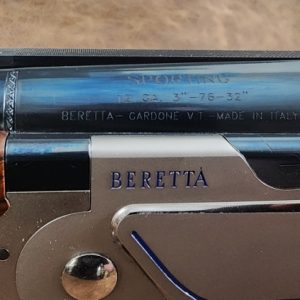 SPORTING
12 GA. 3"-76-32"
BERETTA- GARDONE V.T-MADE IN ITALY
BERETTA